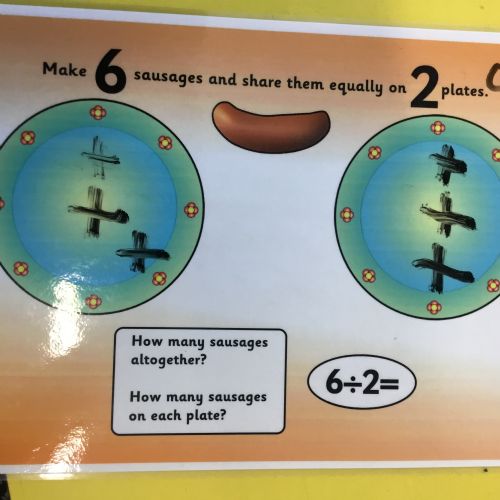 Make 6 sausages and share them equally on 2 plates.
How many sausages
altogether?
How many sausages
on each plate?
6÷2=